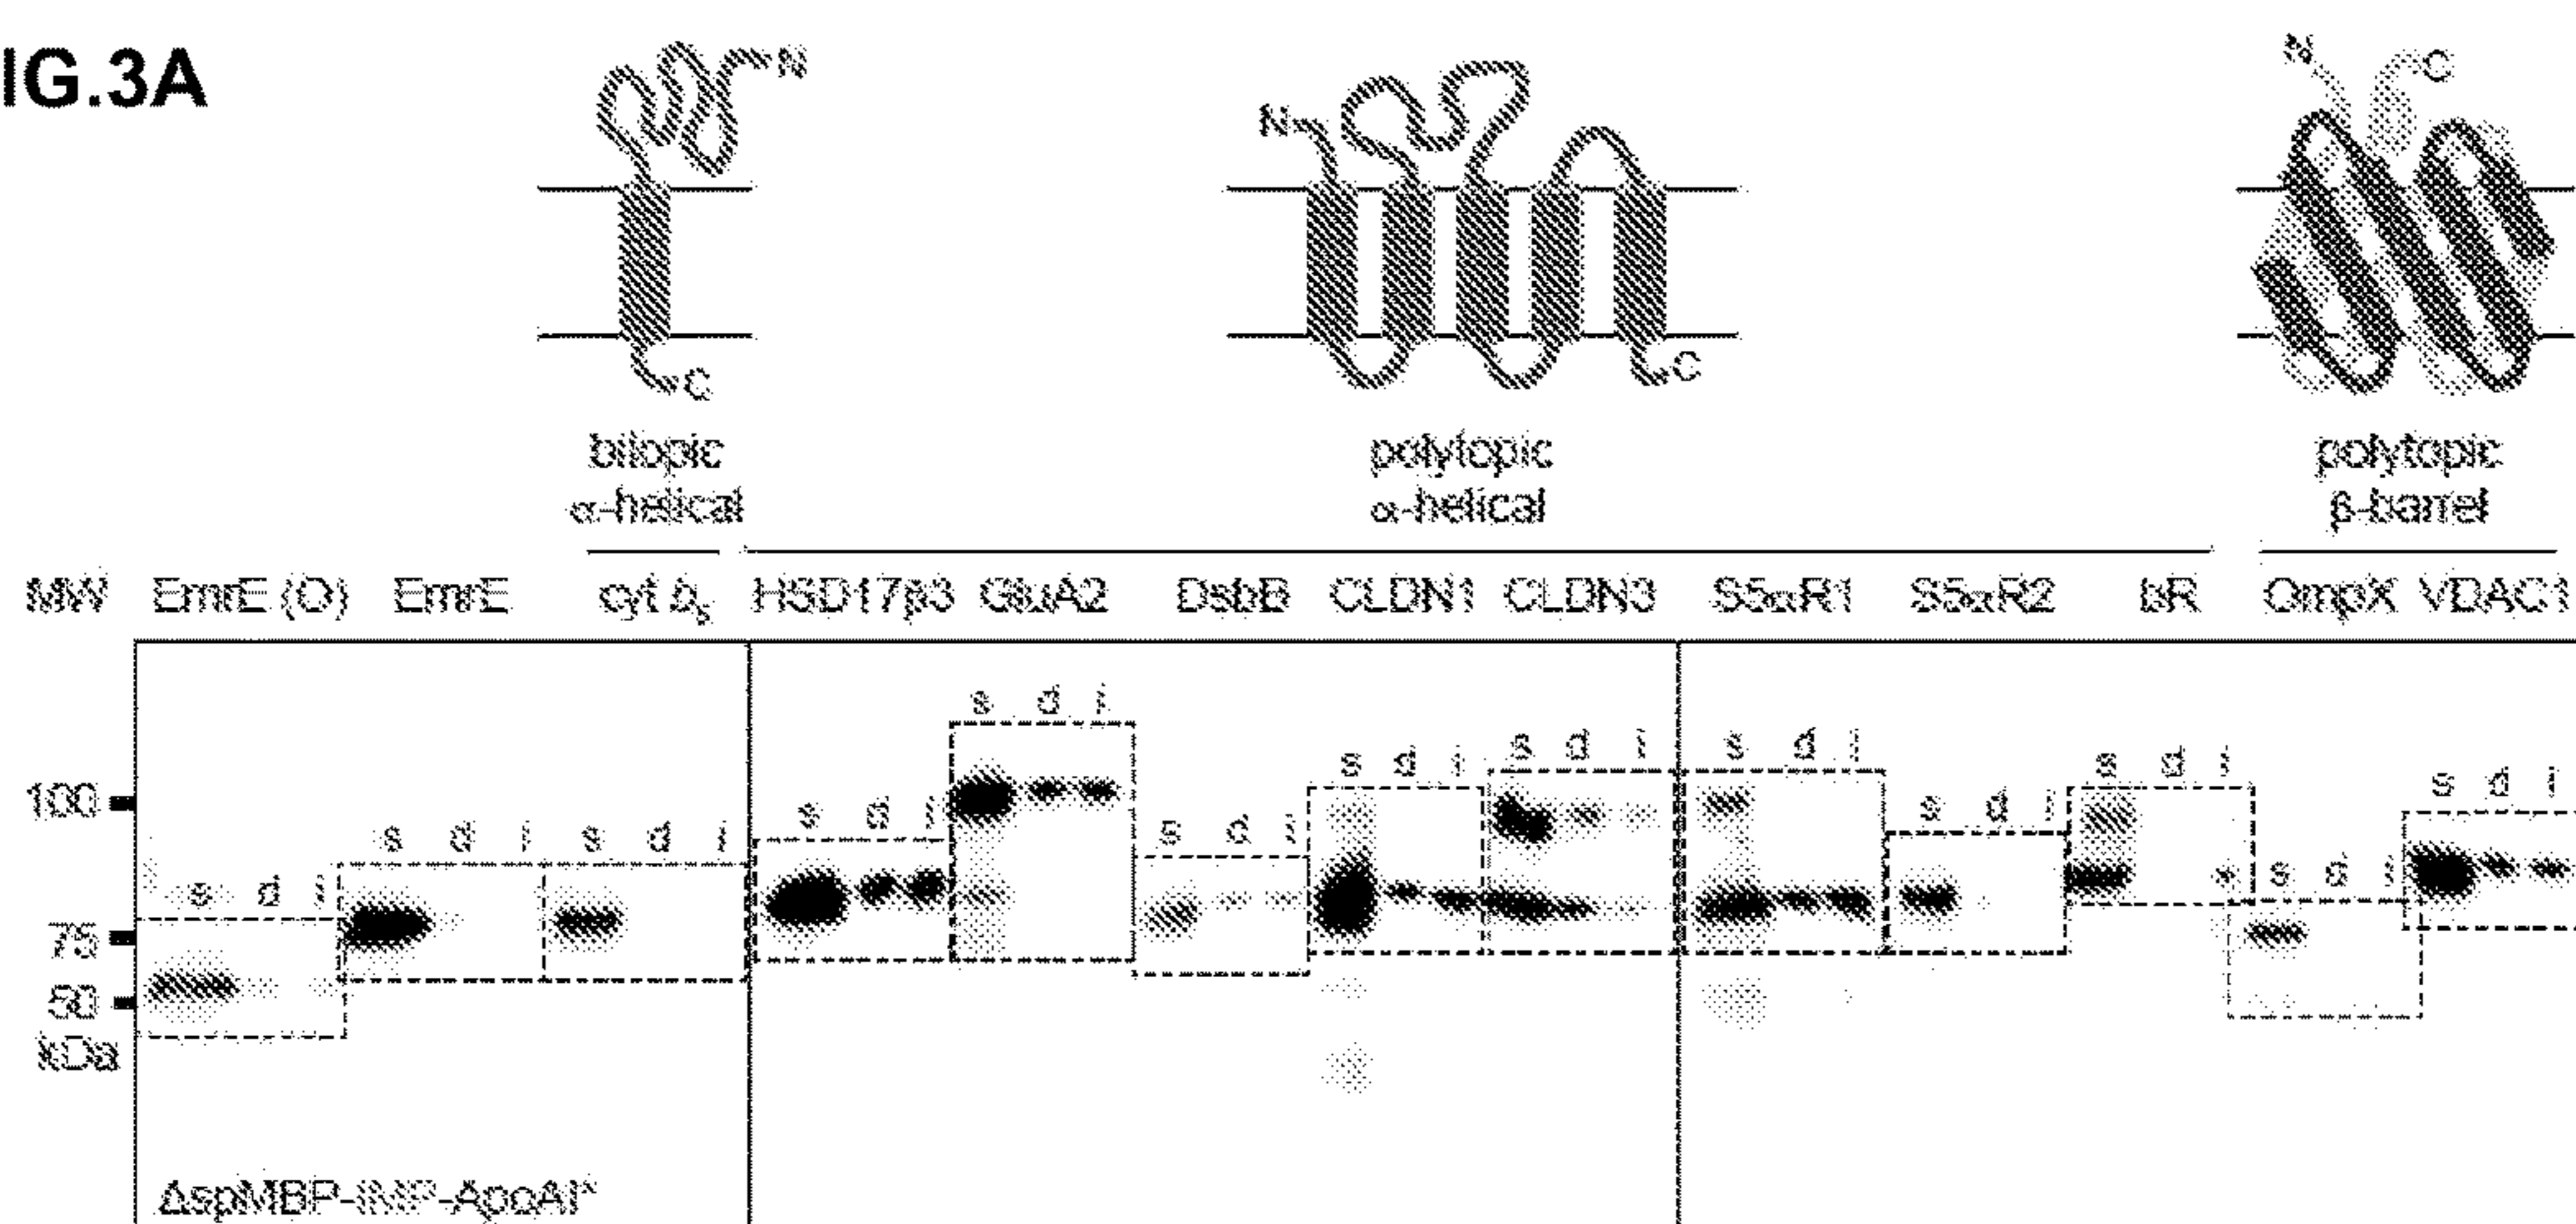 IG.3A
N
C
bitopic
α-helical
N
C
polytopic
α-helical
N
C
polytopic
β-barrel
MW EmrE (O) EmrE cyt b5 HSD17β3 GluA2 DsbB CLDN1 CLDN3 S5αR1 S5αR2 bR OmpX VDAC1
s d i
s d i
s d i
s d i
s d i
s d i
s d i
s d i
s d i
s d i
s d i
s d i
s d i
100
75
50
kDa
ΔspMBP-IMP-ApoAI*